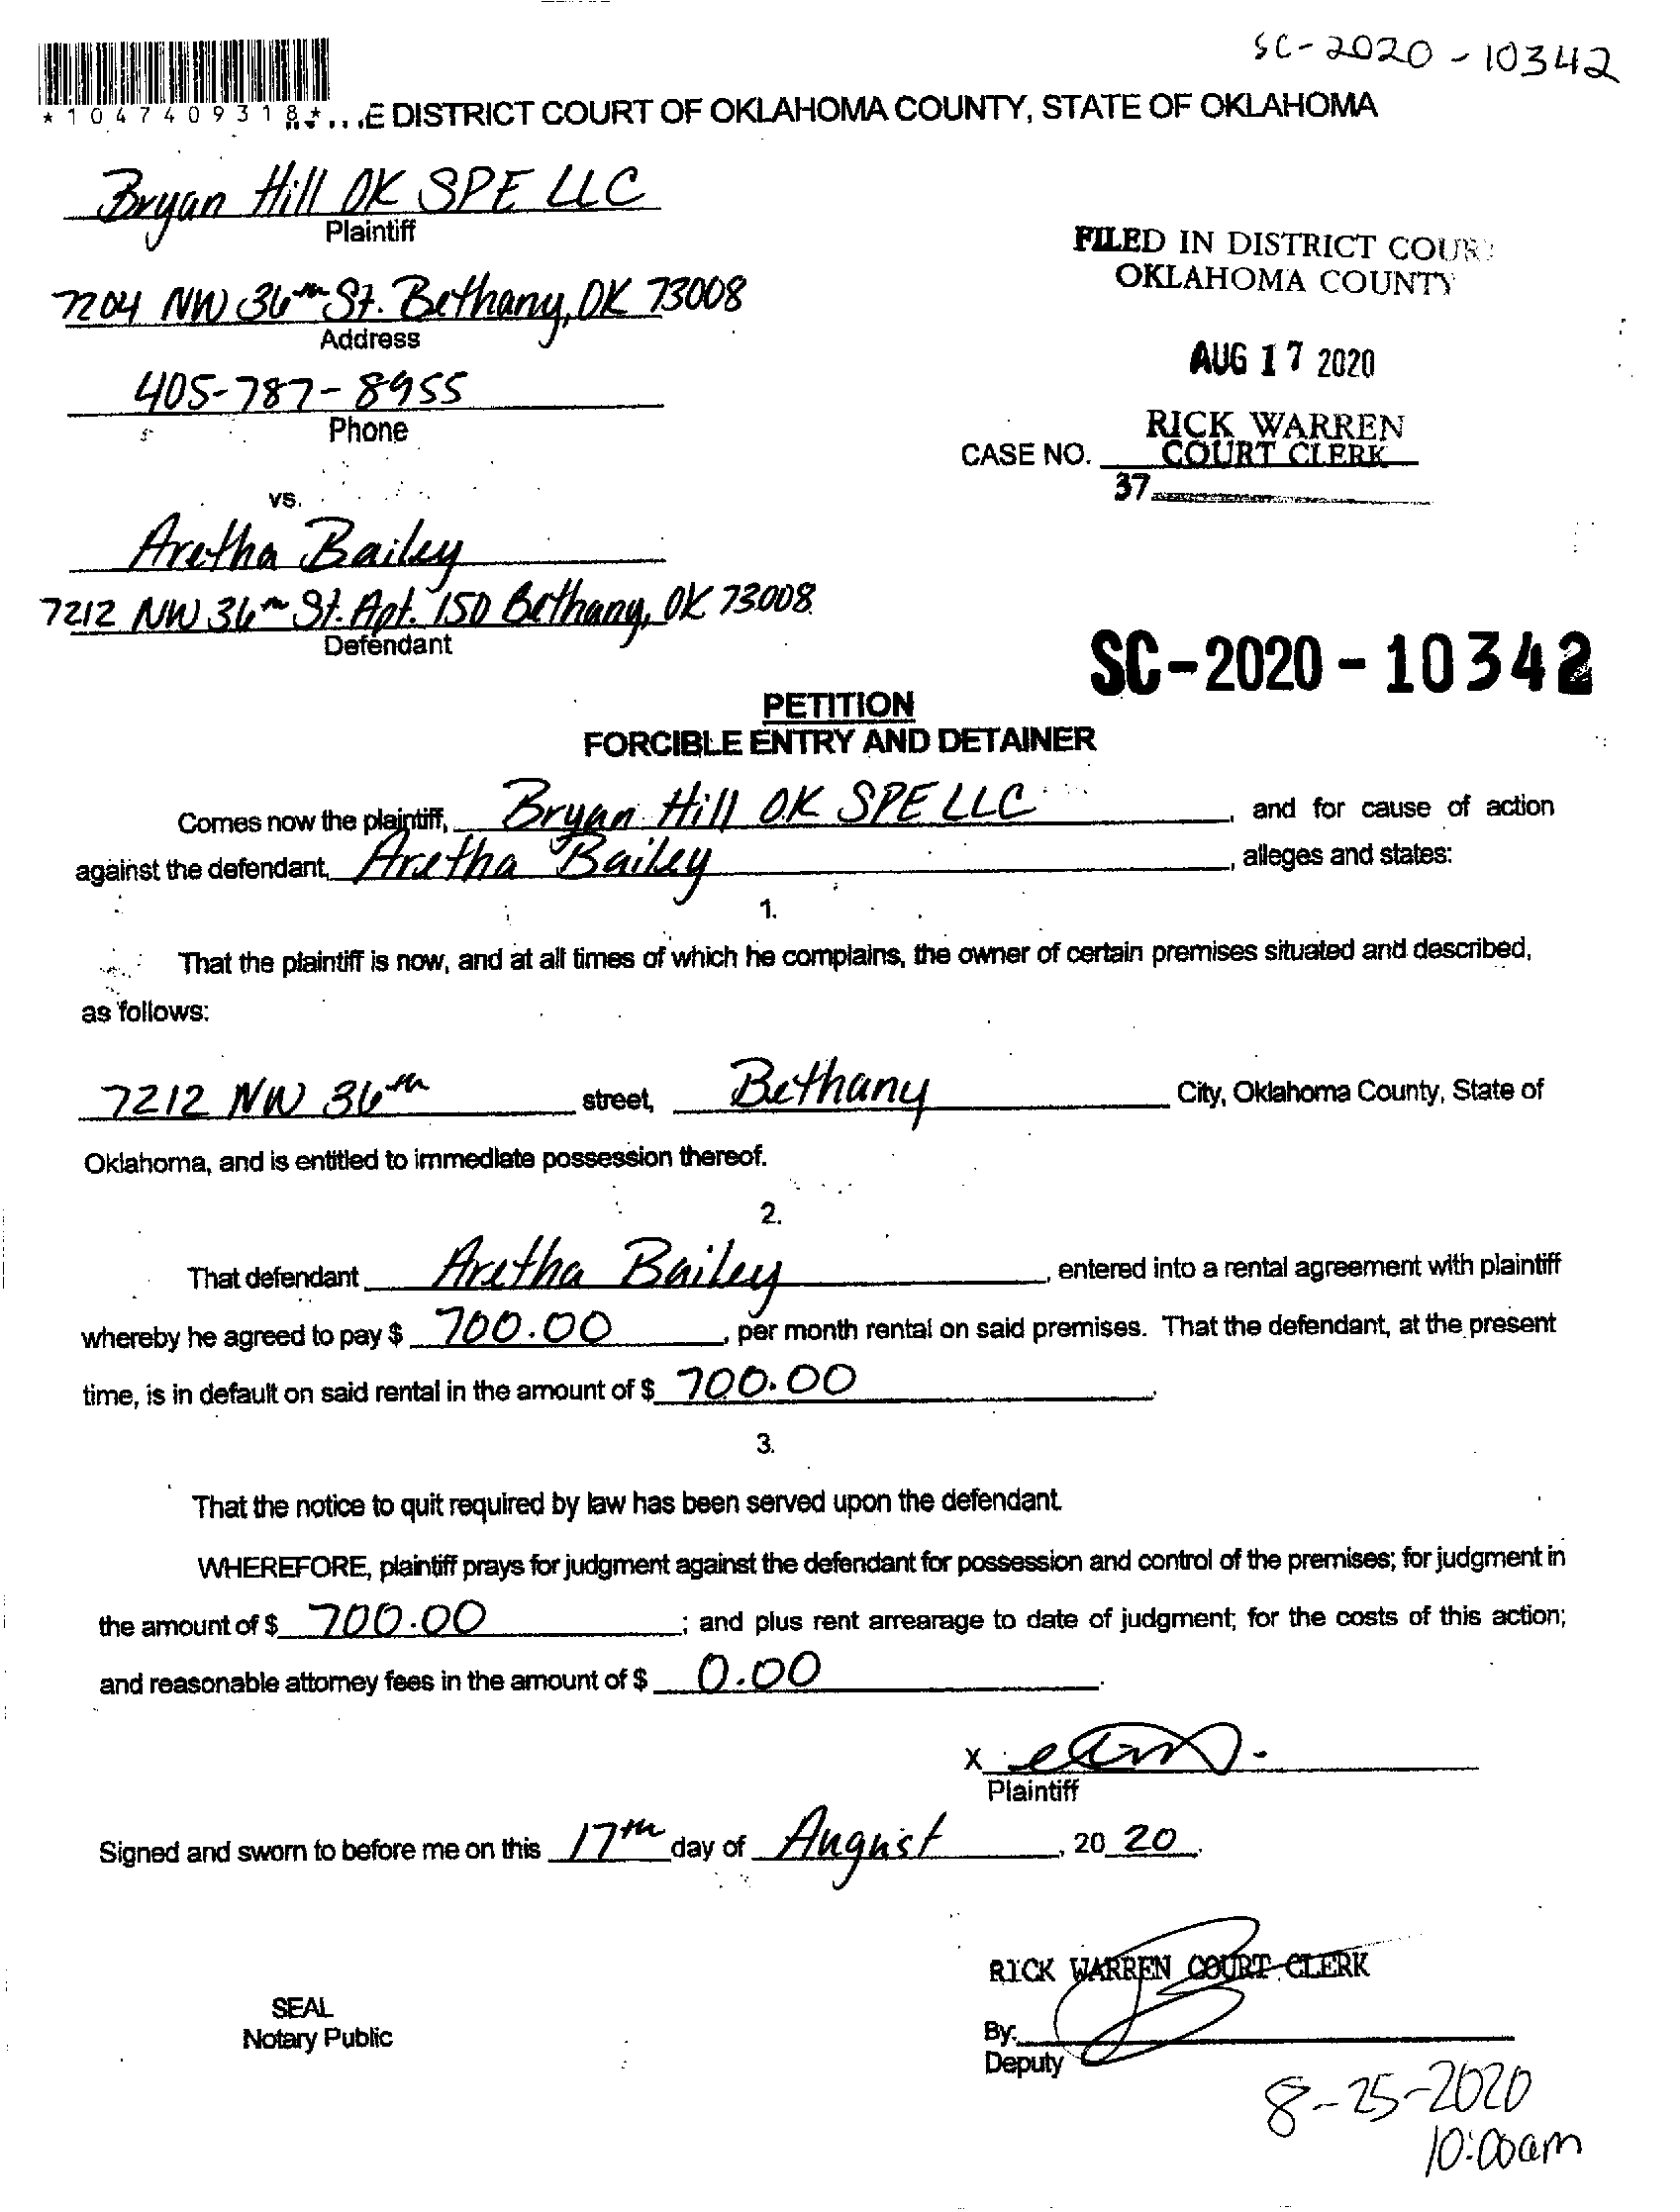 SC-2020-10342
*1047409318*
E DISTRICT COURT OF OKLAHOMA COUNTY, STATE OF OKLAHOMA
Bryan Hill OK SPE LLC
Plaintiff
FILED IN DISTRICT COURT
OKLAHOMA COUNTY
7204 NW 36th St. Bethany, OK 73008
Address
AUG 17 2020
405-787-8955
Phone
RICK WARREN
CASE NO. COURT CLERK
37
vs.
Aretha Bailey
7212 NW 36th St. Apt. 150 Bethany, OK 73008
Defendant
SC-2020-10342
PETITION
FORCIBLE ENTRY AND DETAINER
Comes now the plaintiff, Bryan Hill OK SPE LLC, and for cause of action
against the defendant, Aretha Bailey, alleges and states:
1.
That the plaintiff is now, and at all times of which he complains, the owner of certain premises situated and described,
as follows:
7212 NW 36th street, Bethany City, Oklahoma County, State of
Oklahoma, and is entitled to immediate possession thereof.
2.
That defendant Aretha Bailey, entered into a rental agreement with plaintiff
whereby he agreed to pay $ 700.00, per month rental on said premises. That the defendant, at the present
time, is in default on said rental in the amount of $ 700.00.
3.
That the notice to quit required by law has been served upon the defendant.
WHEREFORE, plaintiff prays for judgment against the defendant for possession and control of the premises; for judgment in
the amount of $ 700.00; and plus rent arrearage to date of judgment; for the costs of this action;
and reasonable attorney fees in the amount of $ 0.00.
X
Plaintiff
Signed and sworn to before me on this 17th day of August, 2020.
RICK WARREN COURT CLERK
SEAL
Notary Public
By:
Deputy
8-25-2020
10:00am